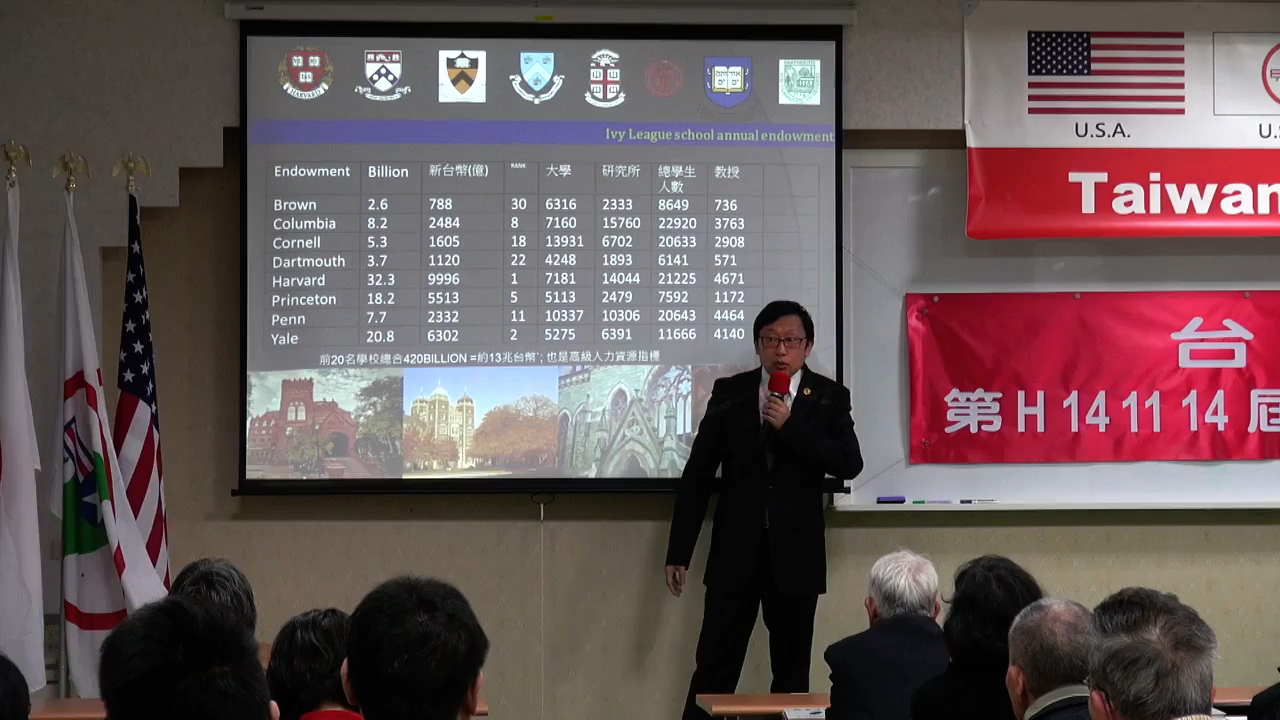 HARVARD
Ivy League school annual endowment
Endowment Billion 新台幣(億) RANK 大學 研究所 總學生人數 教授
Brown 2.6 788 30 6316 2333 8649 736
Columbia 8.2 2484 8 7160 15760 22920 3763
Cornell 5.3 1605 18 13931 6702 20633 2908
Dartmouth 3.7 1120 22 4248 1893 6141 571
Harvard 32.3 9996 1 7181 14044 21225 4671
Princeton 18.2 5513 5 5113 2479 7592 1172
Penn 7.7 2332 11 10337 10306 20643 4464
Yale 20.8 6302 2 5275 6391 11666 4140
前20名學校總合420BILLION =約13兆台幣 ; 也是高級人力資源指標
U.S.A. U.S
Taiwan
台
第H 14 11 14 屆